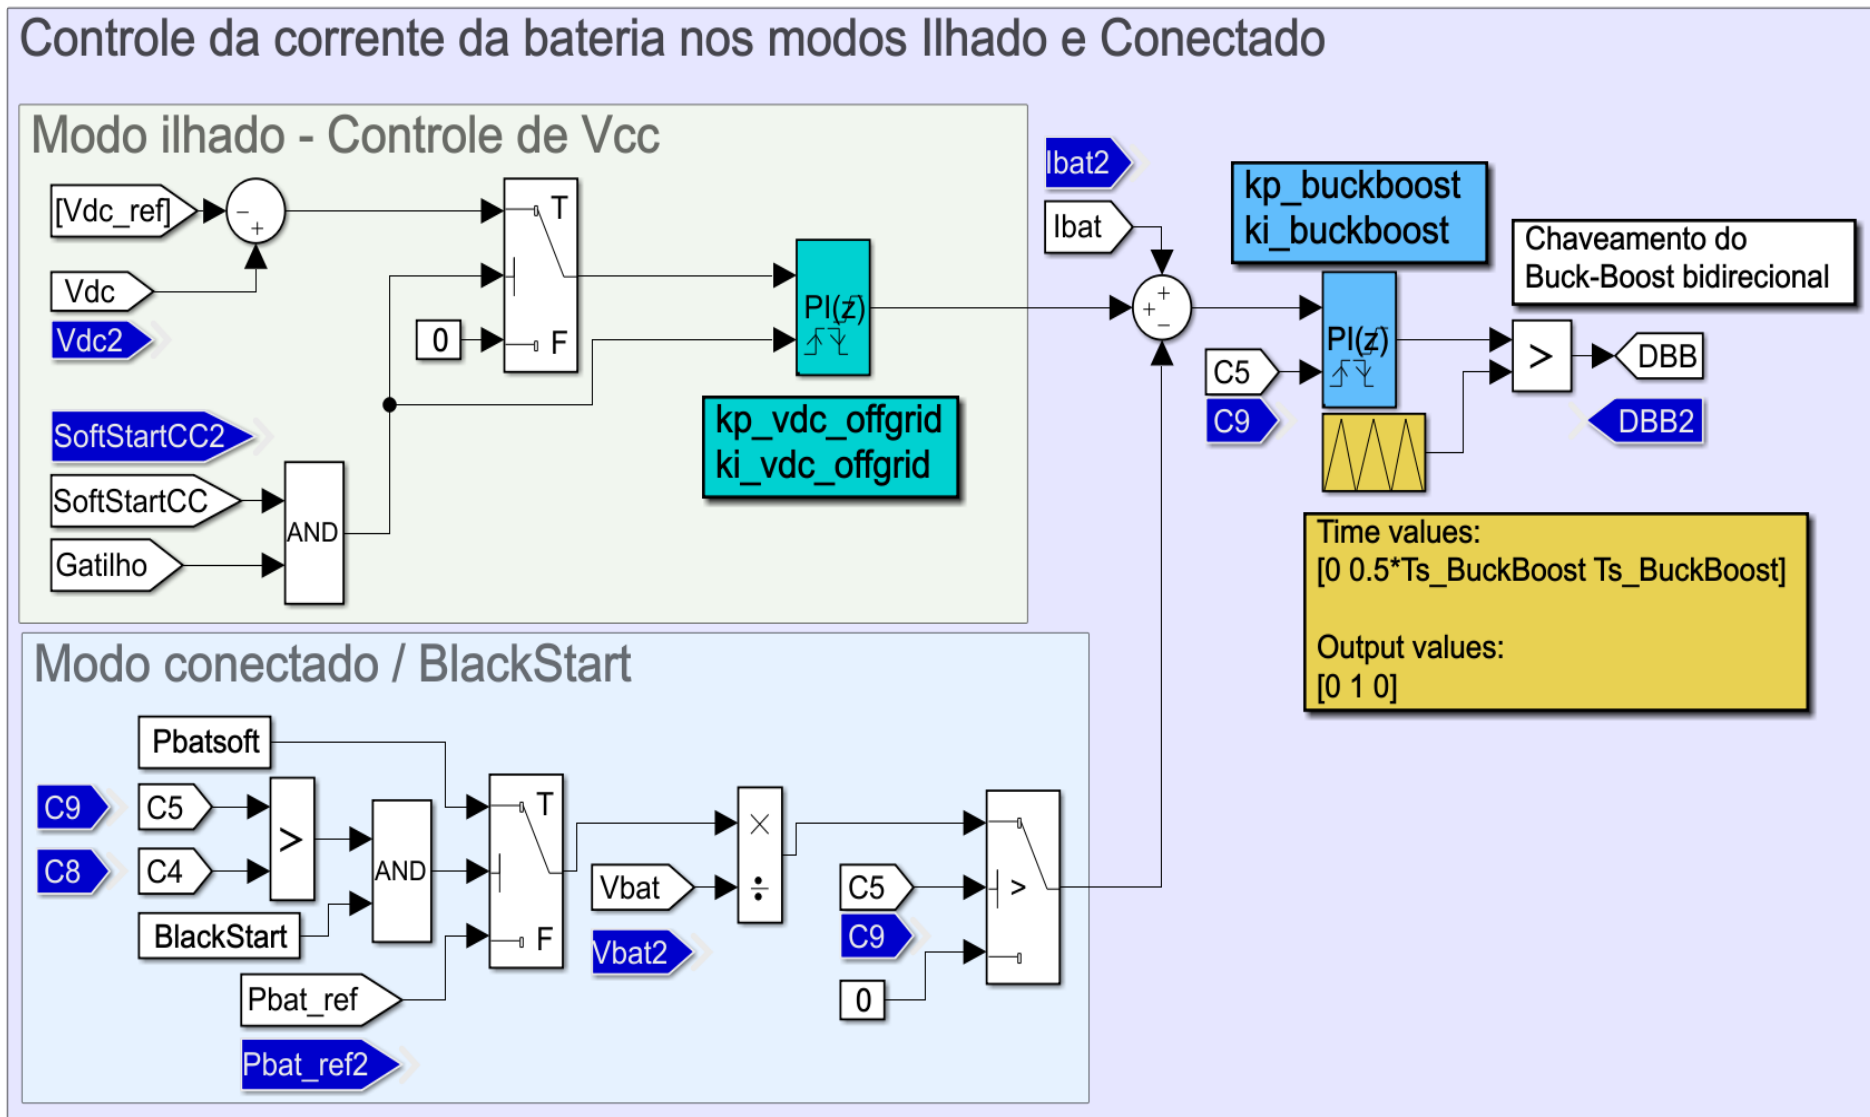 Controle da corrente da bateria nos modos Ilhado e Conectado
Modo ilhado - Controle de Vcc
[Vdc_ref]
−
+
Vdc
Vdc2
T
0
F
PI(z)
kp_vdc_offgrid
ki_vdc_offgrid
SoftStartCC2
SoftStartCC
Gatilho
AND
Ibat2
Ibat
+
+
−
kp_buckboost
ki_buckboost
C5
C9
PI(z)
Chaveamento do
Buck-Boost bidirecional
>
DBB
DBB2
Time values:
[0 0.5*Ts_BuckBoost Ts_BuckBoost]
Output values:
[0 1 0]
Modo conectado / BlackStart
Pbatsoft
C9
C5
C8
C4
>
BlackStart
AND
Pbat_ref
Pbat_ref2
T
F
Vbat
Vbat2
×
÷
C5
C9
0
>